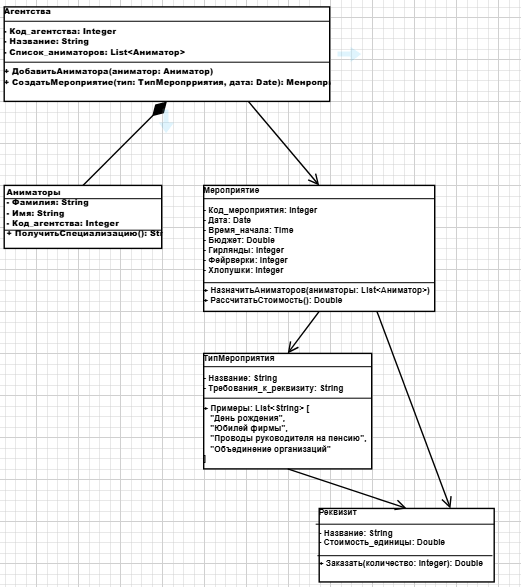 Агентства
- Код_агентства: Integer
- Название: String
- Список_аниматоров: List<Аниматор>
+ ДобавитьАниматора(аниматор: Аниматор)
+ СоздатьМероприятие(тип: ТипМеропрриятия, дата: Date): Менропр
Аниматоры
- Фамилия: String
- Имя: String
- Код_агентства: Integer
+ ПолучитьСпециализацию(): Str
Мероприятие
- Код_мероприятия: Integer
- Дата: Date
- Время_начала: Time
- Бюджет: Double
- Гирлянды: Integer
- Фейрверки: Integer
- Хлопушки: Integer
+ НазначитьАниматоров(аниматоры: List<Аниматор>)
+ РассчитатьСтоимость(): Double
ТипМероприятия
- Название: String
- Требования_к_реквизиту: String
+ Примеры: List<String> [
"День рождения",
"Юбилей фирмы",
"Проводы руководителя на пенсию",
"Объединение организаций"
]
Реквизит
- Название: String
- Стоимость_единицы: Double
+ Заказать(количество: Integer): Double